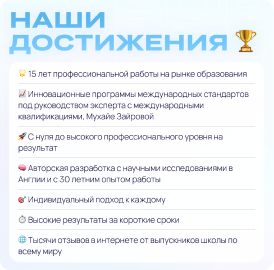 НАШИ
ДОСТИЖЕНИЯ 🏆
15 лет профессиональной работы на рынке образования
Инновационные программы международных стандартов
под руководством эксперта с международными
квалификациями, Мухайе Зайровой
🚀 С нуля до высокого профессионального уровня на
результат
🧠 Авторская разработка с научными исследованиями в
Англии и с 30 летним опытом работы
Индивидуальный подход к каждому
⏱ Высокие результаты за короткие сроки
🌐 Тысячи отзывов в интернете от выпускников школы по
всему миру